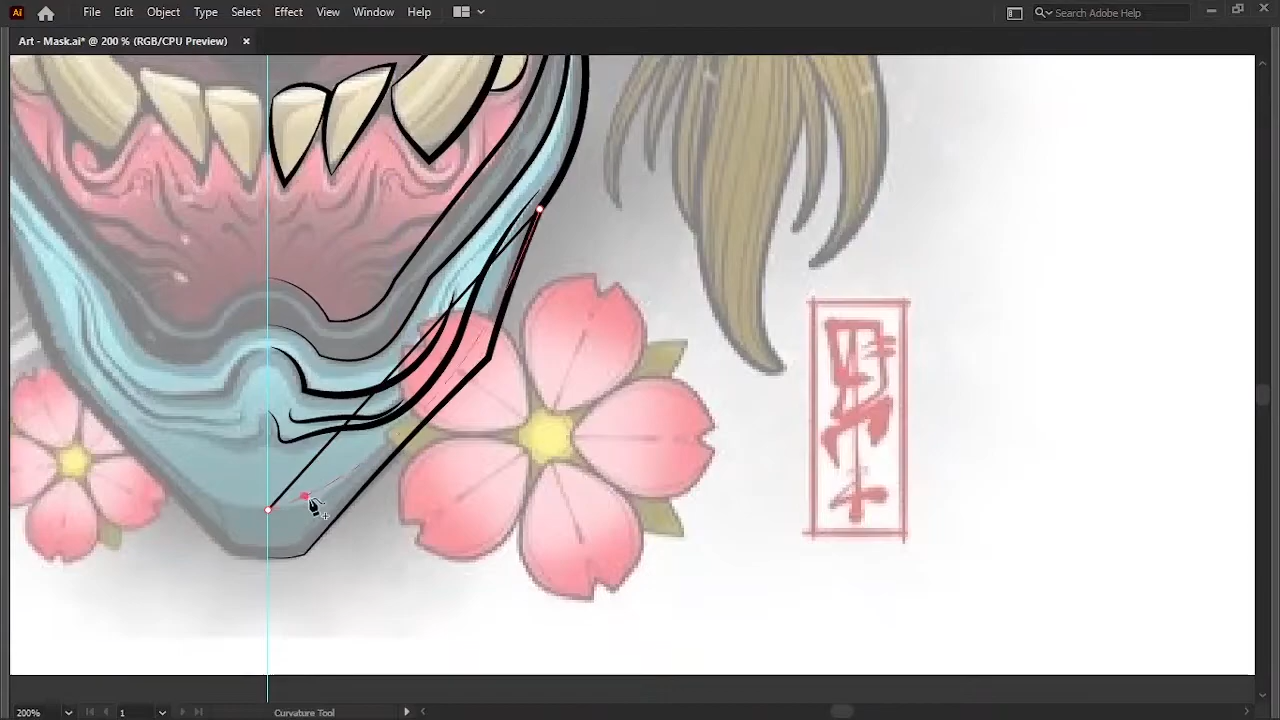 Ai File Edit Object Type Select Effect View Window Help Search Adobe Help
Art - Mask.ai* @ 200 % (RGB/CPU Preview) ×
200% 1 Curvature Tool